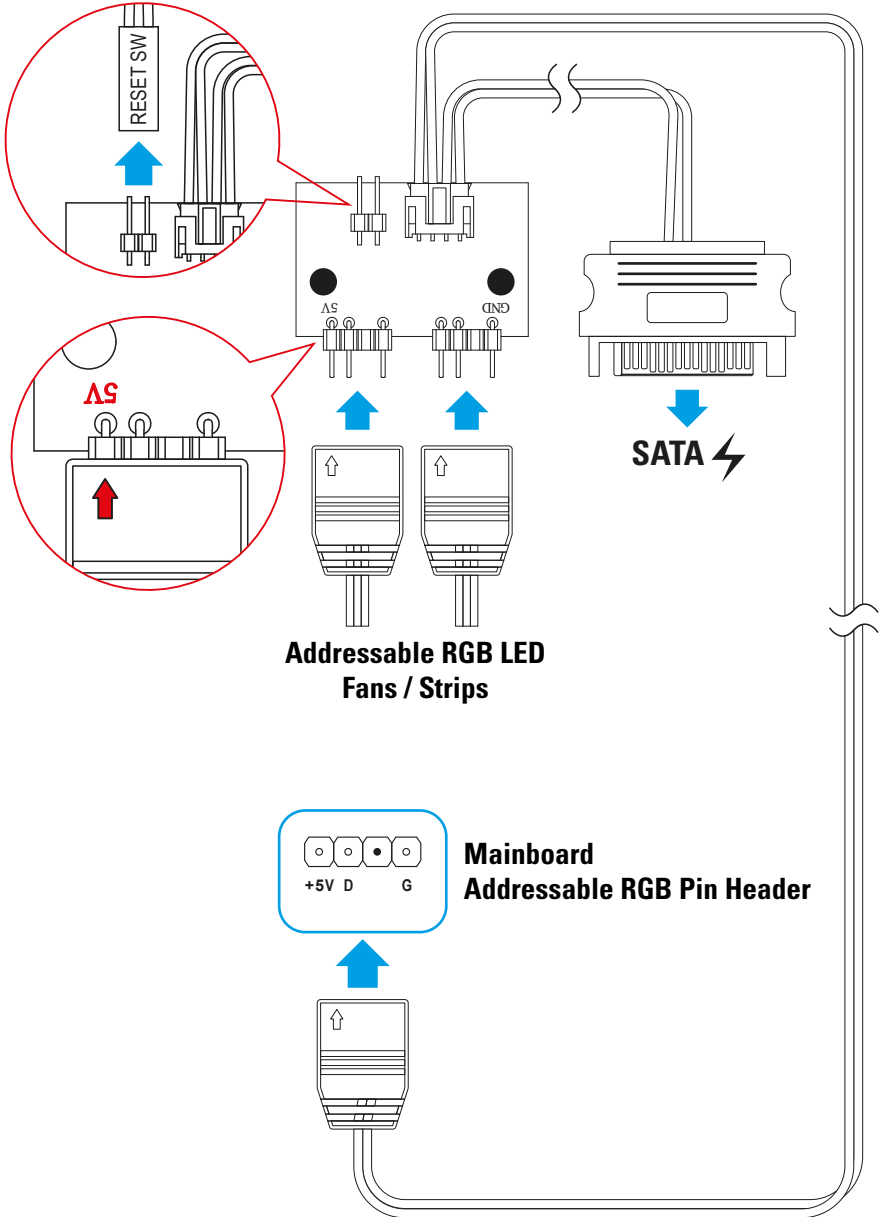 RESET SW
5V
GND
5V
SATA
Addressable RGB LED
Fans / Strips
+5V D G
Mainboard
Addressable RGB Pin Header